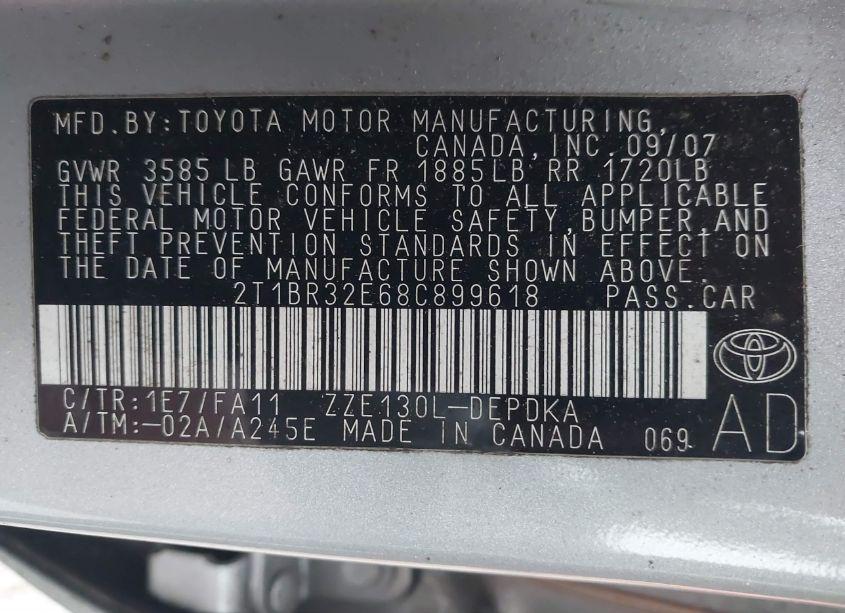 MFD.BY:TOYOTA MOTOR MANUFACTURING,
CANADA,INC. 09/07
GVWR 3585 LB GAWR FR 1885LB RR 1720LB
THIS VEHICLE CONFORMS TO ALL APPLICABLE
FEDERAL MOTOR VEHICLE SAFETY,BUMPER,AND
THEFT PREVENTION STANDARDS IN EFFECT ON
THE DATE OF MANUFACTURE SHOWN ABOVE.
2T1BR32E68C899618 PASS.CAR
C/TR:1E7/FA11 ZZE130L-DEPDKA
A/TM:-02A/A245E MADE IN CANADA 069
AD